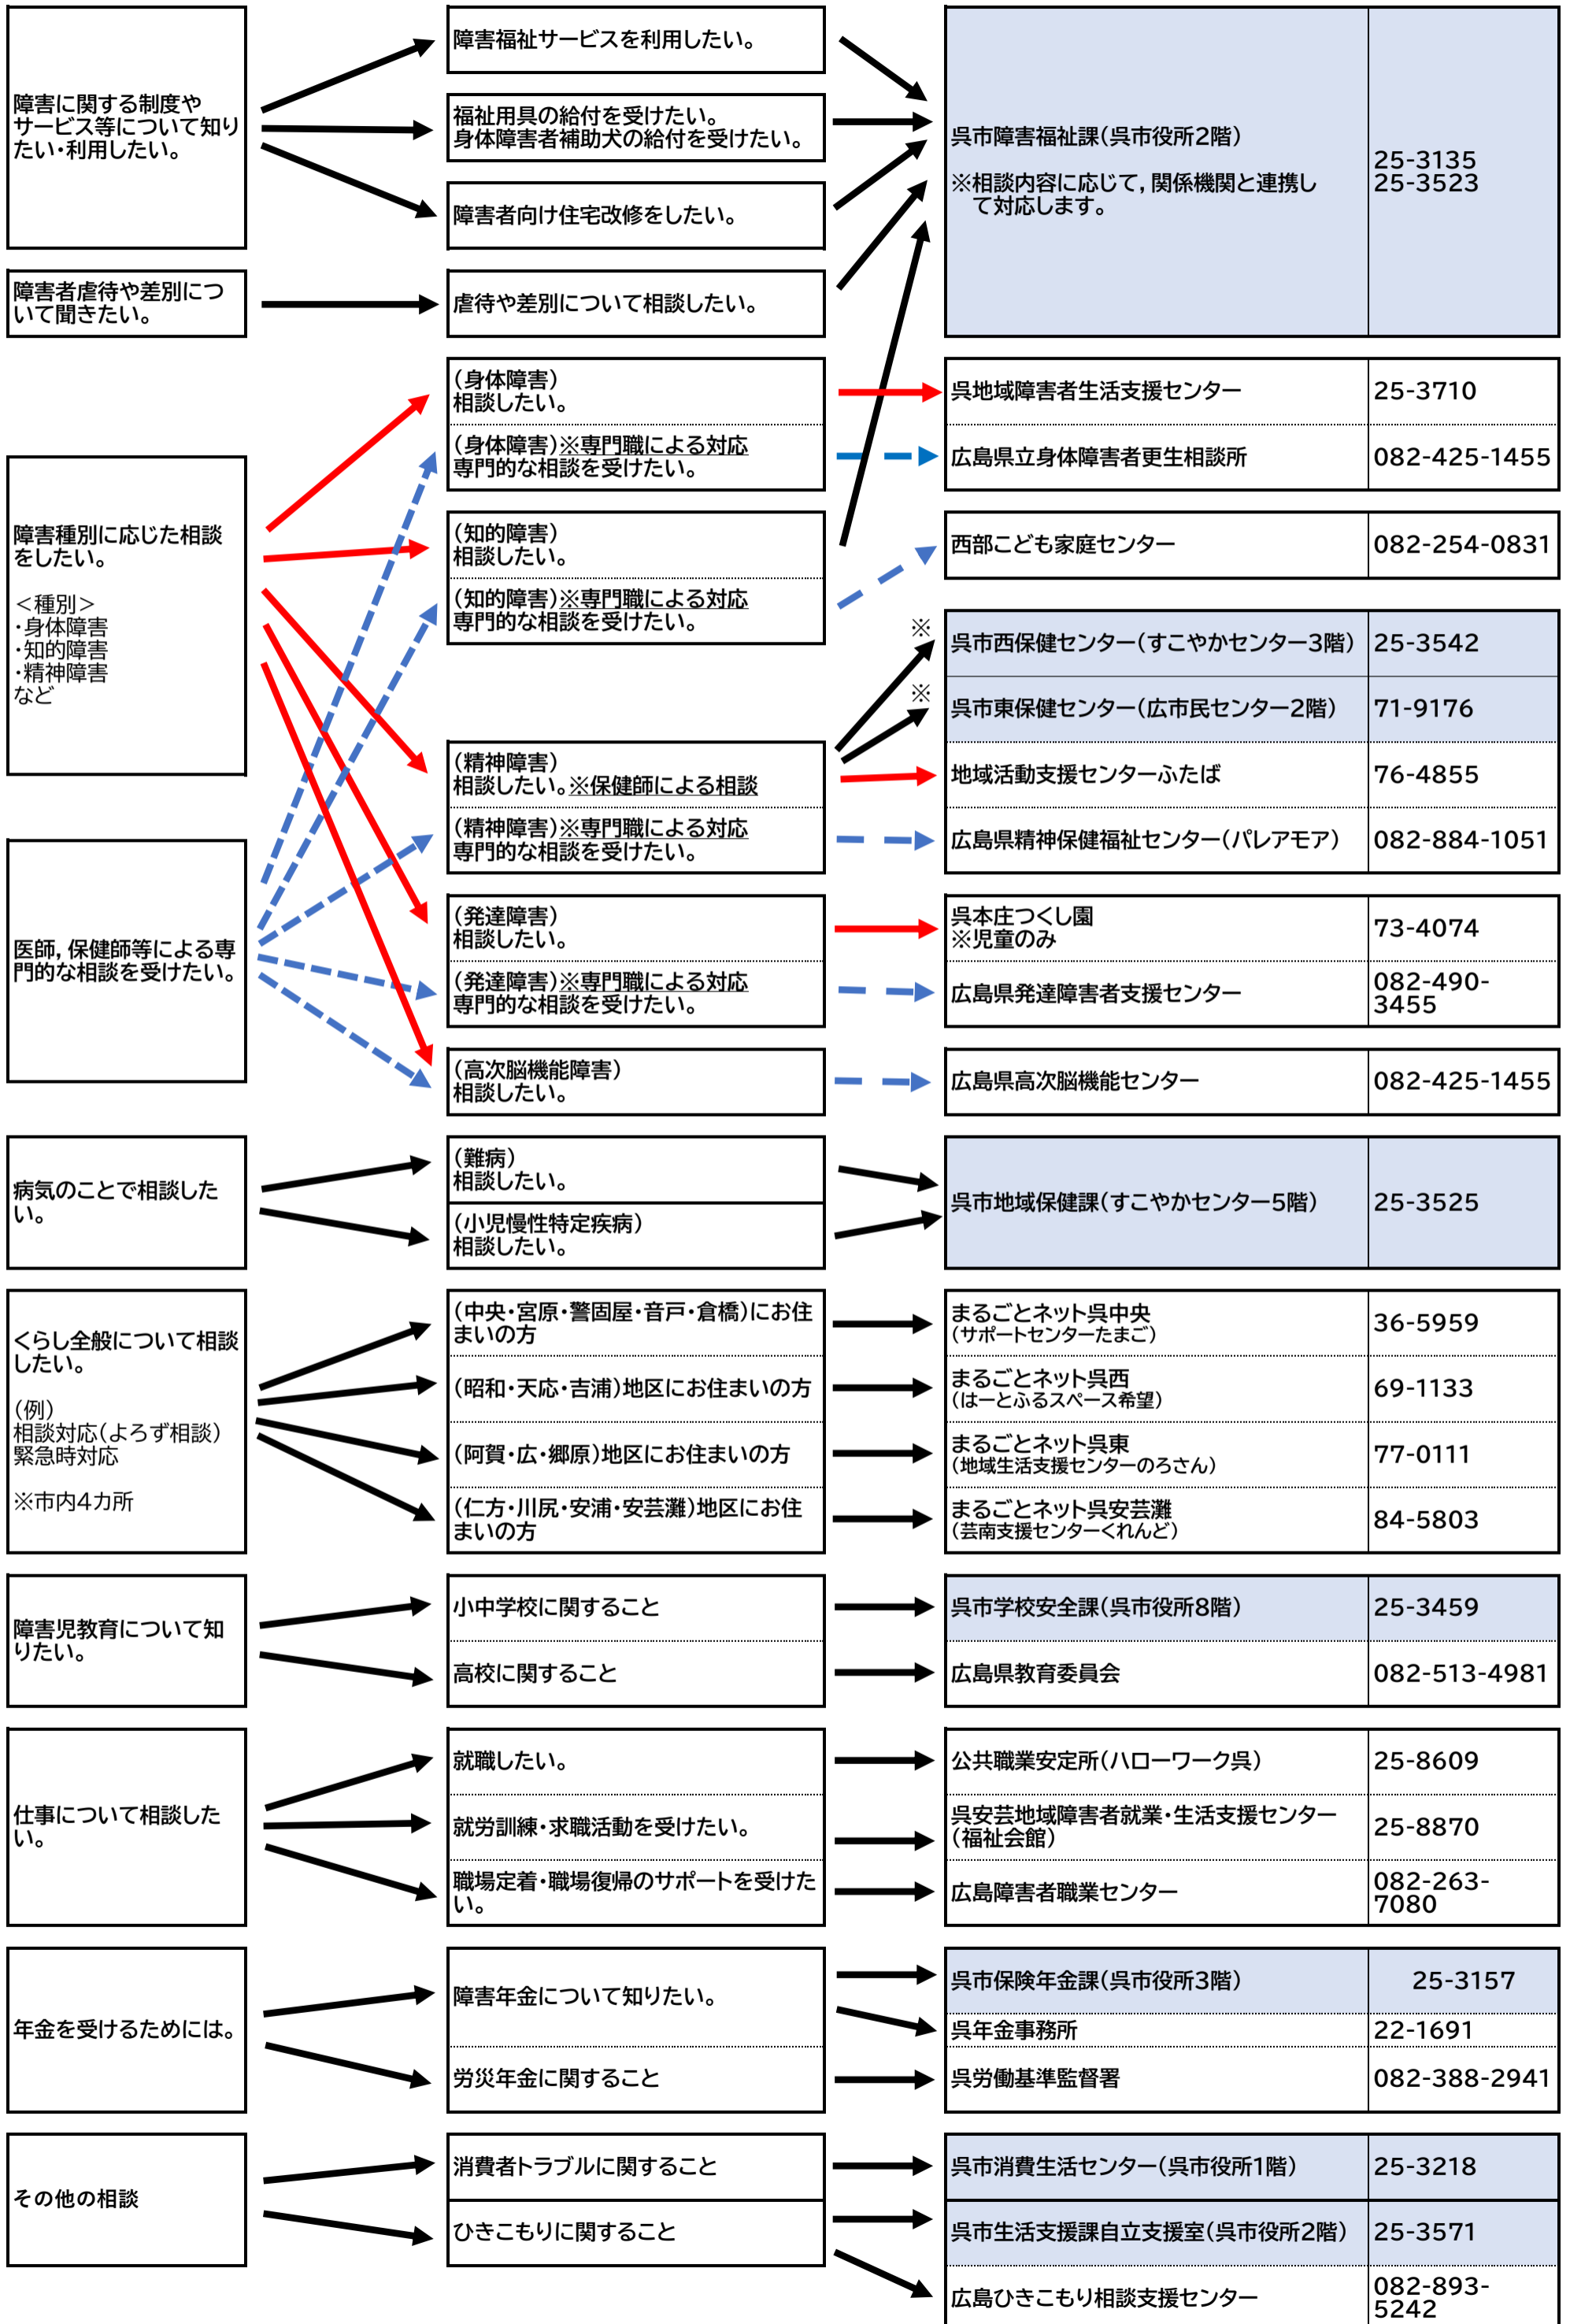 障害に関する制度や
サービス等について知り
たい・利用したい。
障害福祉サービスを利用したい。
福祉用具の給付を受けたい。
身体障害者補助犬の給付を受けたい。
障害者向け住宅改修をしたい。
呉市障害福祉課（呉市役所2階）
※相談内容に応じて，関係機関と連携し
て対応します。
25-3135
25-3523
障害者虐待や差別につ
いて聞きたい。
虐待や差別について相談したい。
障害種別に応じた相談
をしたい。
＜種別＞
・身体障害
・知的障害
・精神障害
など
医師，保健師等による専
門的な相談を受けたい。
（身体障害）
相談したい。
呉地域障害者生活支援センター
25-3710
（身体障害）※専門職による対応
専門的な相談を受けたい。
広島県立身体障害者更生相談所
082-425-1455
（知的障害）
相談したい。
西部こども家庭センター
082-254-0831
（知的障害）※専門職による対応
専門的な相談を受けたい。
※
呉市西保健センター（すこやかセンター3階）
25-3542
※
呉市東保健センター（広市民センター2階）
71-9176
（精神障害）
相談したい。※保健師による相談
地域活動支援センターふたば
76-4855
（精神障害）※専門職による対応
専門的な相談を受けたい。
広島県精神保健福祉センター（パレアモア）
082-884-1051
（発達障害）
相談したい。
呉本庄つくし園
※児童のみ
73-4074
（発達障害）※専門職による対応
専門的な相談を受けたい。
広島県発達障害者支援センター
082-490-
3455
（高次脳機能障害）
相談したい。
広島県高次脳機能センター
082-425-1455
病気のことで相談した
い。
（難病）
相談したい。
（小児慢性特定疾病）
相談したい。
呉市地域保健課（すこやかセンター5階）
25-3525
くらし全般について相談
したい。
（例）
相談対応（よろず相談）
緊急時対応
※市内4カ所
（中央・宮原・警固屋・音戸・倉橋）にお住
まいの方
まるごとネット呉中央
（サポートセンターたまご）
36-5959
（昭和・天応・吉浦）地区にお住まいの方
まるごとネット呉西
（はーとふるスペース希望）
69-1133
（阿賀・広・郷原）地区にお住まいの方
まるごとネット呉東
（地域生活支援センターのろさん）
77-0111
（仁方・川尻・安浦・安芸灘）地区にお住
まいの方
まるごとネット呉安芸灘
（芸南支援センターくれんど）
84-5803
障害児教育について知
りたい。
小中学校に関すること
呉市学校安全課（呉市役所8階）
25-3459
高校に関すること
広島県教育委員会
082-513-4981
仕事について相談した
い。
就職したい。
公共職業安定所（ハローワーク呉）
25-8609
就労訓練・求職活動を受けたい。
呉安芸地域障害者就業・生活支援センター
（福祉会館）
25-8870
職場定着・職場復帰のサポートを受けた
い。
広島障害者職業センター
082-263-
7080
年金を受けるためには。
障害年金について知りたい。
呉市保険年金課（呉市役所3階）
25-3157
呉年金事務所
22-1691
労災年金に関すること
呉労働基準監督署
082-388-2941
その他の相談
消費者トラブルに関すること
呉市消費生活センター（呉市役所1階）
25-3218
ひきこもりに関すること
呉市生活支援課自立支援室（呉市役所2階）
25-3571
広島ひきこもり相談支援センター
082-893-
5242